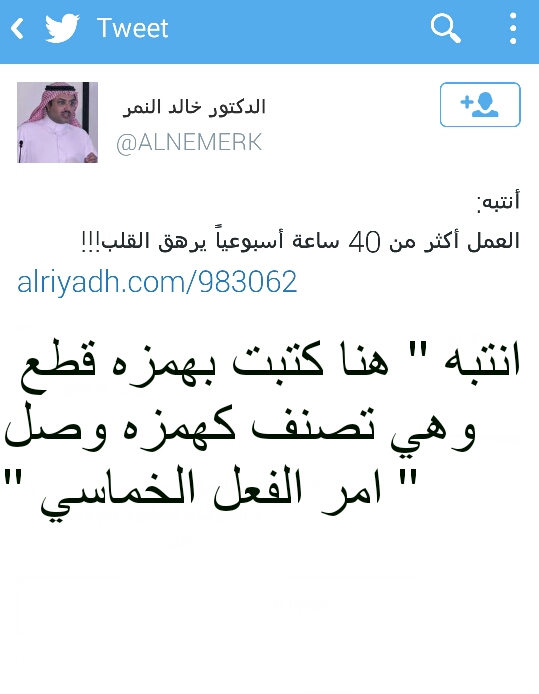 Tweet
الدكتور خالد النمر
@ALNEMERK
أنتبه:
العمل أكثر من 40 ساعة أسبوعياً يرهق القلب!!!
alriyadh.com/983062
انتبه " هنا كتبت بهمزه قطع
وهي تصنف كهمزه وصل
" امر الفعل الخماسي "